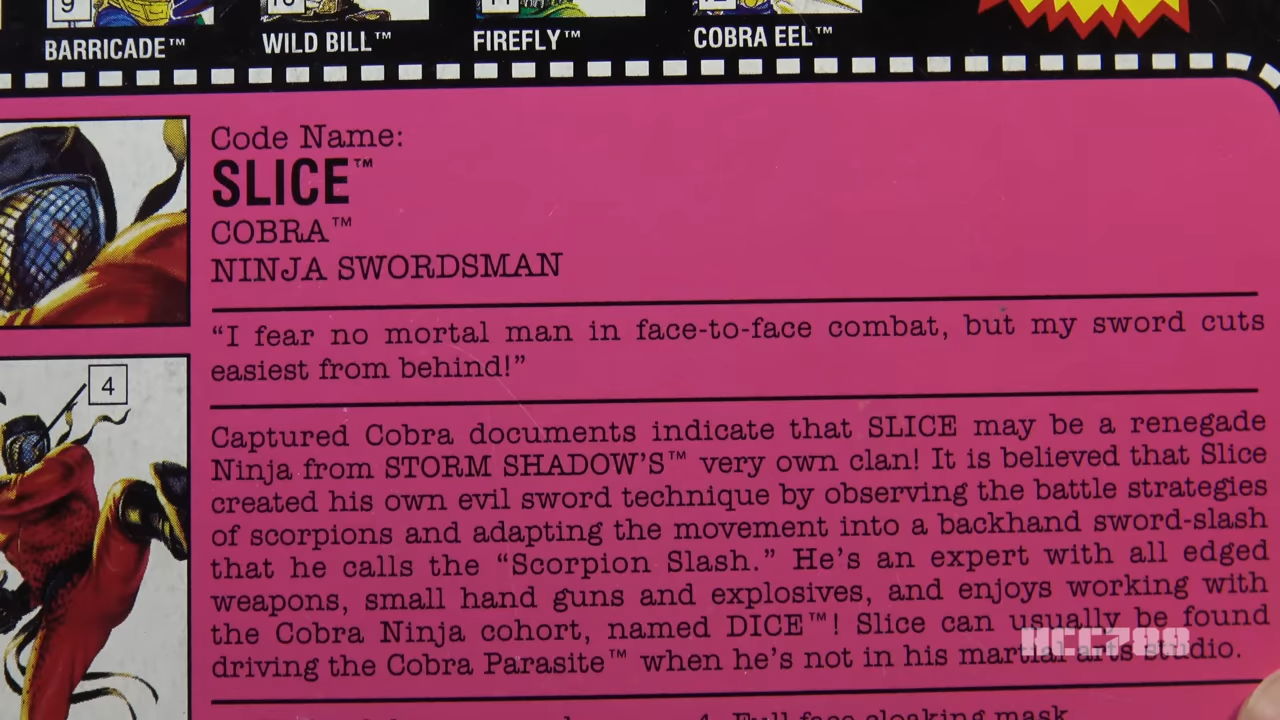 9
BARRICADE™
WILD BILL™
FIREFLY™
COBRA EEL™
Code Name:
SLICE™
COBRA™
NINJA SWORDSMAN
“I fear no mortal man in face-to-face combat, but my sword cuts
easiest from behind!”
4
Captured Cobra documents indicate that SLICE may be a renegade
Ninja from STORM SHADOW’S™ very own clan! It is believed that Slice
created his own evil sword technique by observing the battle strategies
of scorpions and adapting the movement into a backhand sword-slash
that he calls the “Scorpion Slash.” He’s an expert with all edged
weapons, small hand guns and explosives, and enjoys working with
the Cobra Ninja cohort, named DICE™! Slice can usually be found
driving the Cobra Parasite™ when he’s not in his martial arts studio.
HCC788
4. Full face cloaking mask